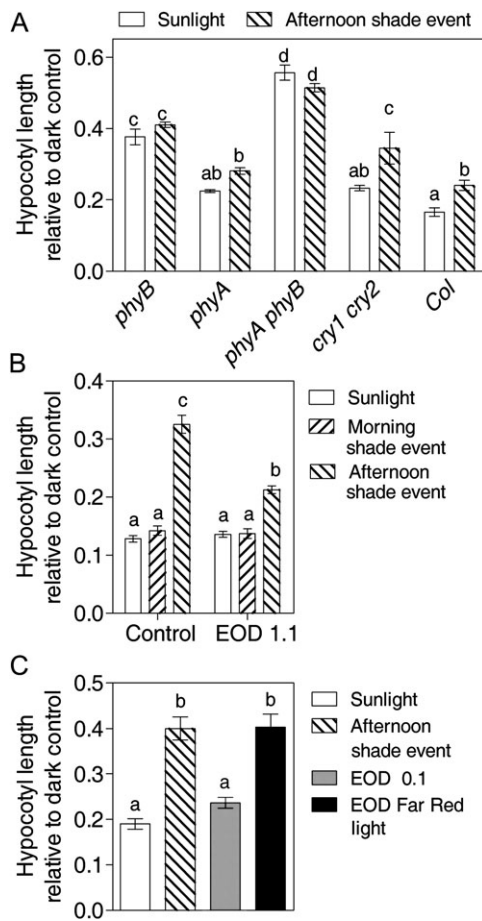 A
Sunlight Afternoon shade event
Hypocotyl length
relative to dark control
0.6
0.4
0.2
0.0
c c ab b d d ab c a b
phyB phyA phyA phyB cry1 cry2 Col
B
Hypocotyl length
relative to dark control
0.4
0.3
0.2
0.1
0.0
a a c a a b
Control EOD 1.1
Sunlight
Morning
shade event
Afternoon
shade event
C
Hypocotyl length
relative to dark control
0.5
0.4
0.3
0.2
0.1
0.0
a b a b
Sunlight
Afternoon
shade event
EOD 0.1
EOD Far Red
light